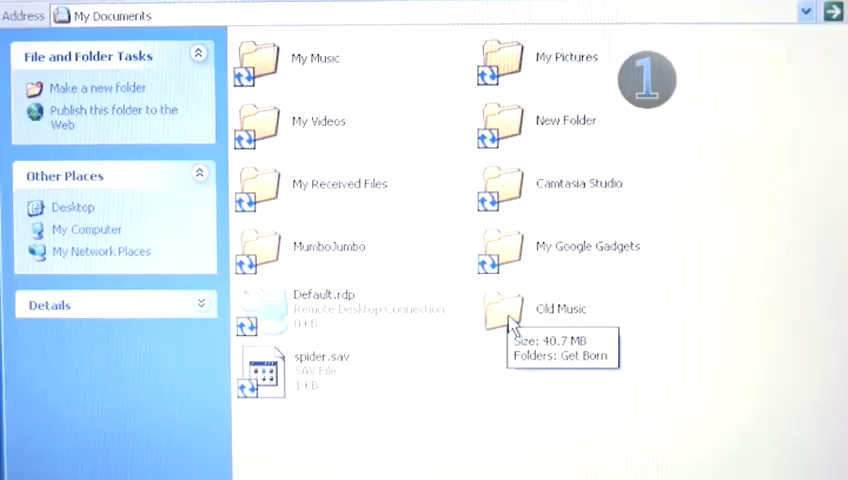 Address My Documents
File and Folder Tasks
Make a new folder
Publish this folder to the
Web
Other Places
Desktop
My Computer
My Network Places
Details
My Music
My Pictures
1
My Videos
New Folder
My Received Files
Camtasia Studio
MumboJumbo
My Google Gadgets
Default.rdp
Remote Desktop Connection
0 KB
Old Music
Size: 40.7 MB
Folders: Get Born
spider.sav
SAV File
1 KB